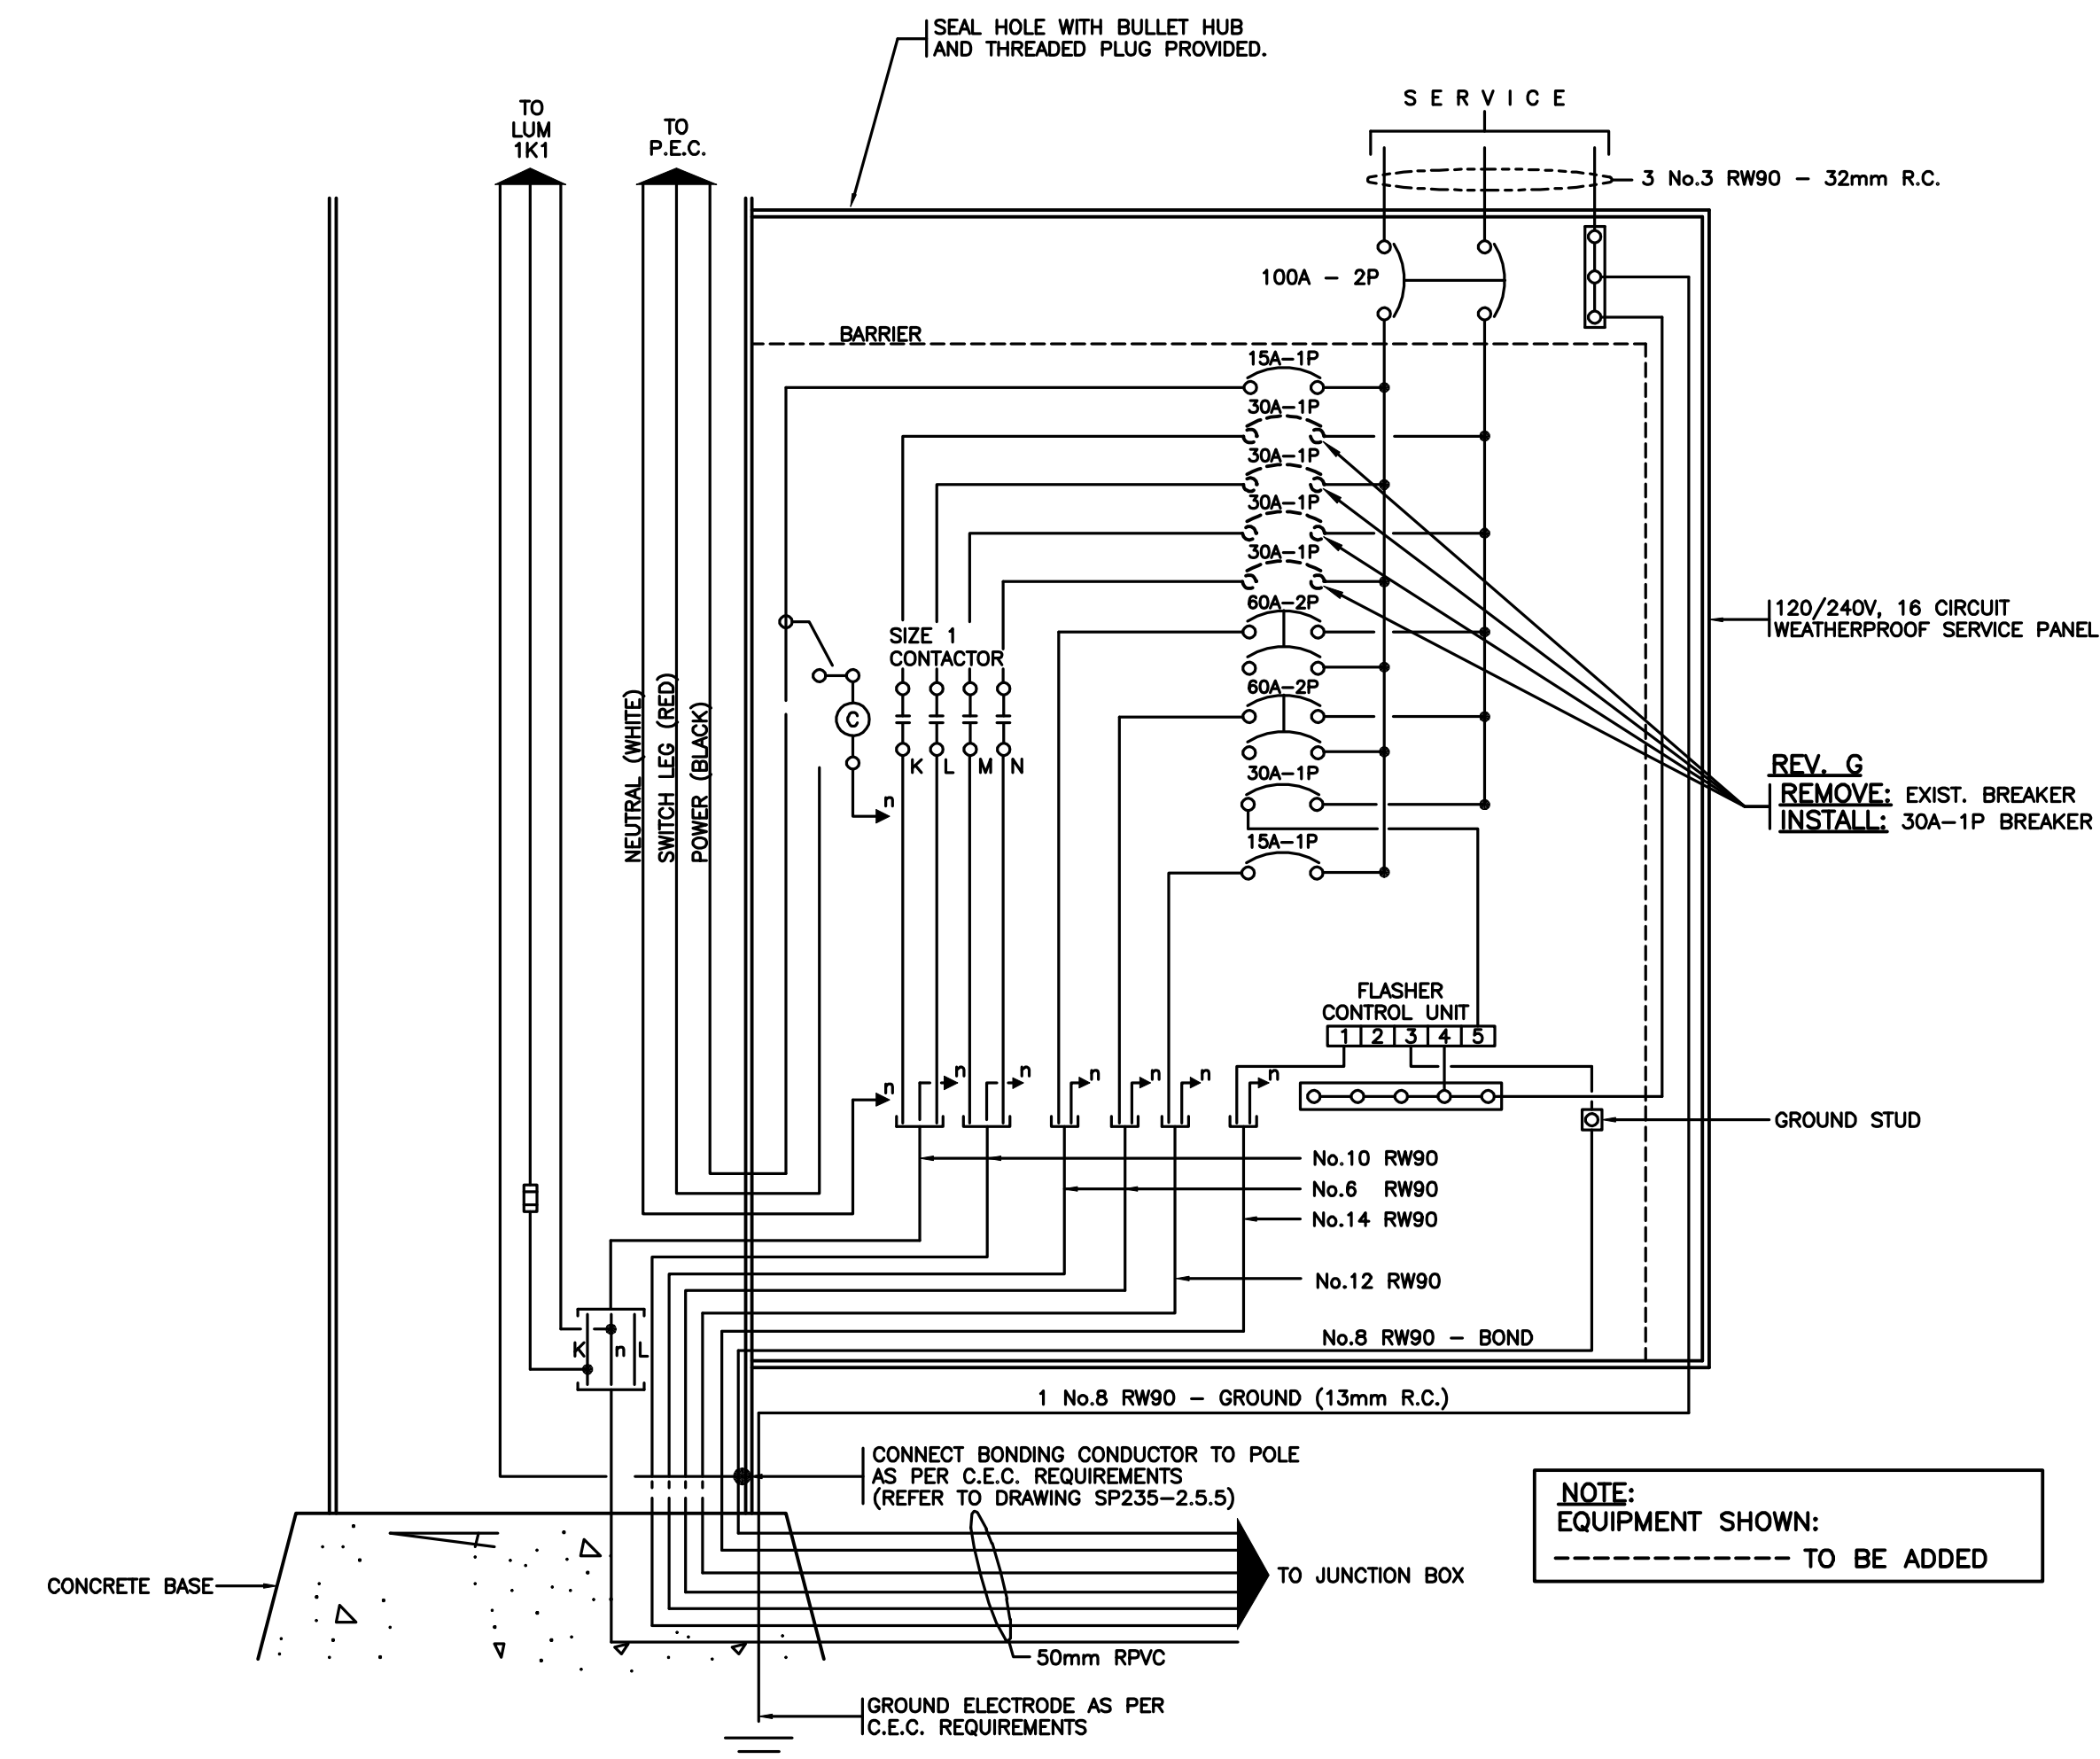 SEAL HOLE WITH BULLET HUB
AND THREADED PLUG PROVIDED.
TO
LUM
1K1
TO
P.E.C.
SERVICE
3 No.3 RW90 - 32mm R.C.
100A - 2P
BARRIER
15A-1P
30A-1P
30A-1P
30A-1P
30A-1P
60A-2P
60A-2P
30A-1P
15A-1P
120/240V, 16 CIRCUIT
WEATHERPROOF SERVICE PANEL
SIZE 1
CONTACTOR
C
K L M N
n
NEUTRAL (WHITE)
SWITCH LEG (RED)
POWER (BLACK)
REV. G
REMOVE: EXIST. BREAKER
INSTALL: 30A-1P BREAKER
FLASHER
CONTROL UNIT
1 2 3 4 5
n n n n n n n
GROUND STUD
No.10 RW90
No.6 RW90
No.14 RW90
No.12 RW90
No.8 RW90 - BOND
K n L
1 No.8 RW90 - GROUND (13mm R.C.)
CONNECT BONDING CONDUCTOR TO POLE
AS PER C.E.C. REQUIREMENTS
(REFER TO DRAWING SP235-2.5.5)
NOTE:
EQUIPMENT SHOWN:
TO BE ADDED
CONCRETE BASE
TO JUNCTION BOX
50mm RPVC
GROUND ELECTRODE AS PER
C.E.C. REQUIREMENTS